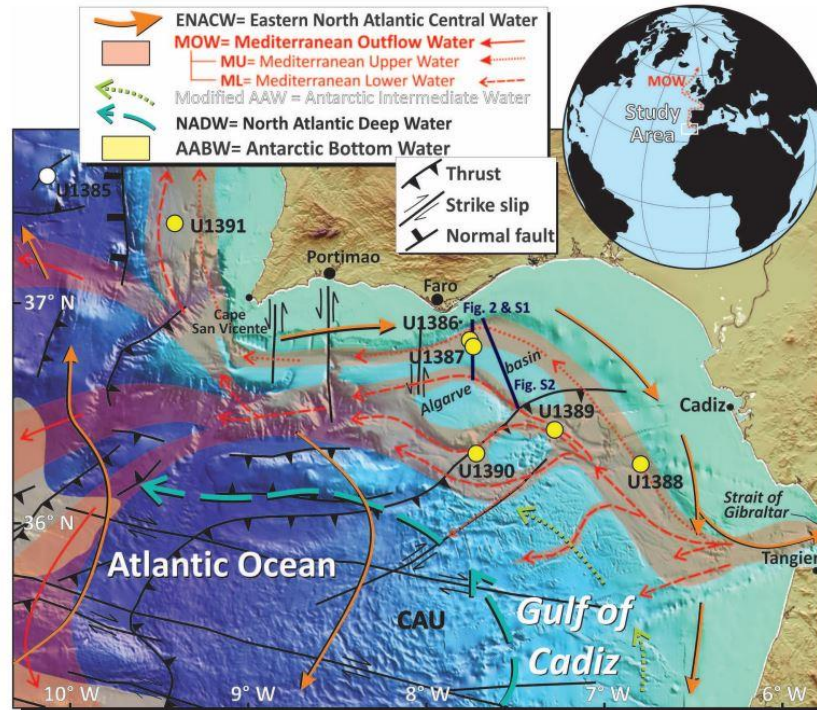 ENACW= Eastern North Atlantic Central Water
MOW= Mediterranean Outflow Water
MU= Mediterranean Upper Water
ML= Mediterranean Lower Water
Modified AAW= Antarctic Intermediate Water
NADW= North Atlantic Deep Water
AABW= Antarctic Bottom Water
MOW
Study
Area
Thrust
Strike slip
Normal fault
U1385
U1391
Portimao
Faro
37° N
Cape
San Vicente
U1386
Fig. 2 & S1
U1387
basin
Algarve
Fig. S2
U1389
Cadiz
U1390
U1388
36° N
Strait of
Gibraltar
Tangier
Atlantic Ocean
CAU
Gulf of
Cadiz
10° W
9° W
8° W
7° W
6° W